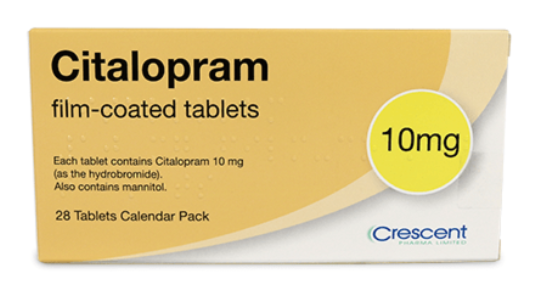 Citalopram
film-coated tablets
10mg
Each tablet contains Citalopram 10 mg
(as the hydrobromide).
Also contains mannitol.
28 Tablets Calendar Pack
Crescent
PHARMA LIMITED